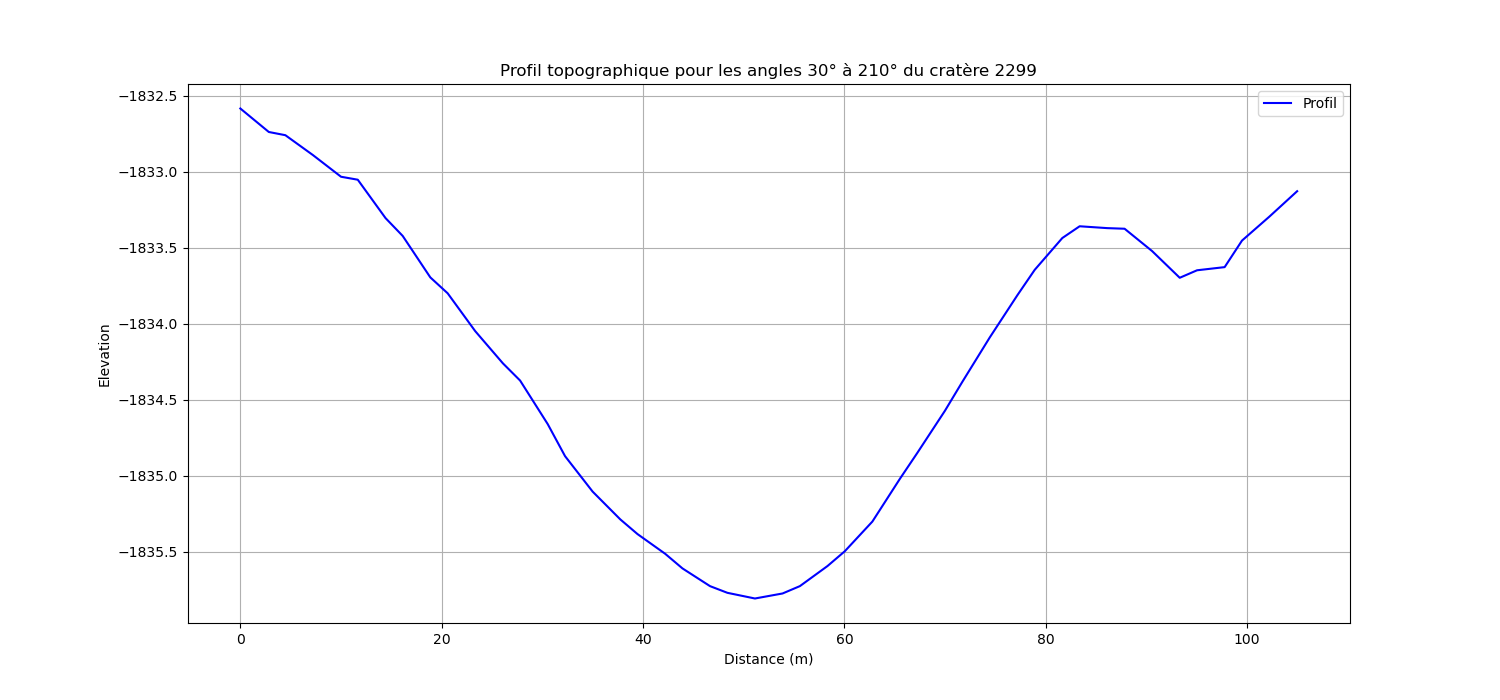 Profil topographique pour les angles 30° à 210° du cratère 2299
Profil
−1832.5
−1833.0
−1833.5
−1834.0
−1834.5
−1835.0
−1835.5
Elevation
0 20 40 60 80 100
Distance (m)